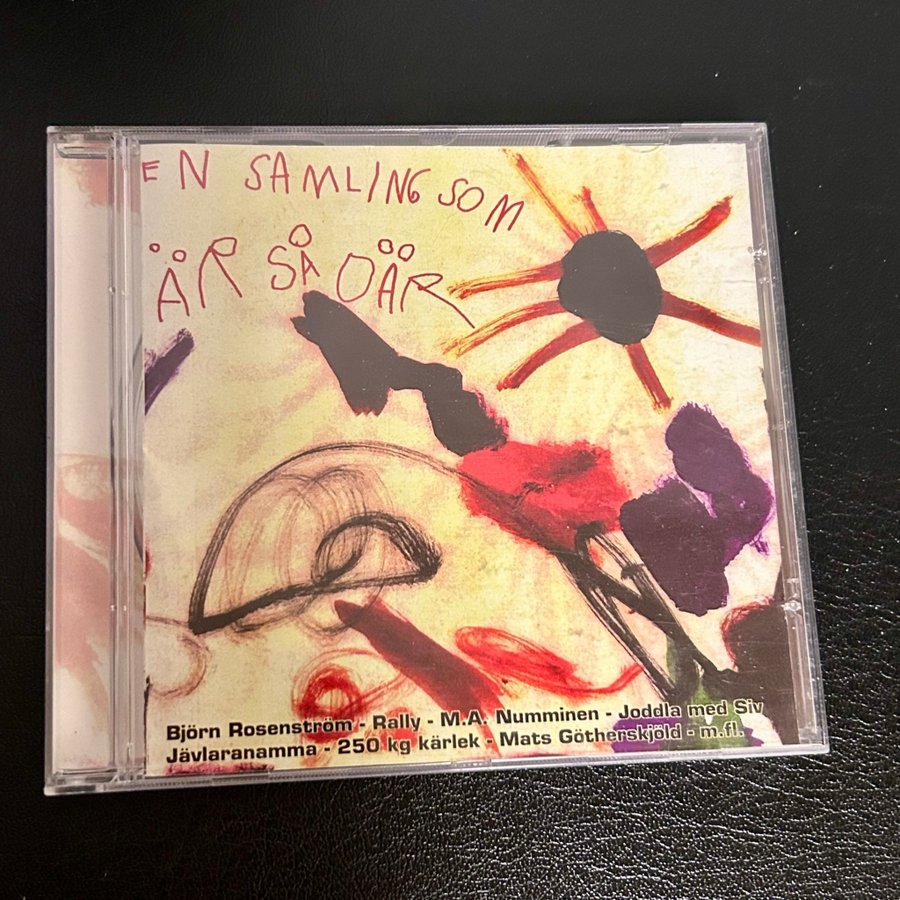 EN SAMLING SOM
ÄR SÅ DÄR
Björn Rosenström - Rally - M.A. Numminen - Joddla med Siv
Jävlaranamma - 250 kg kärlek - Mats Götherskjöld - m.fl.